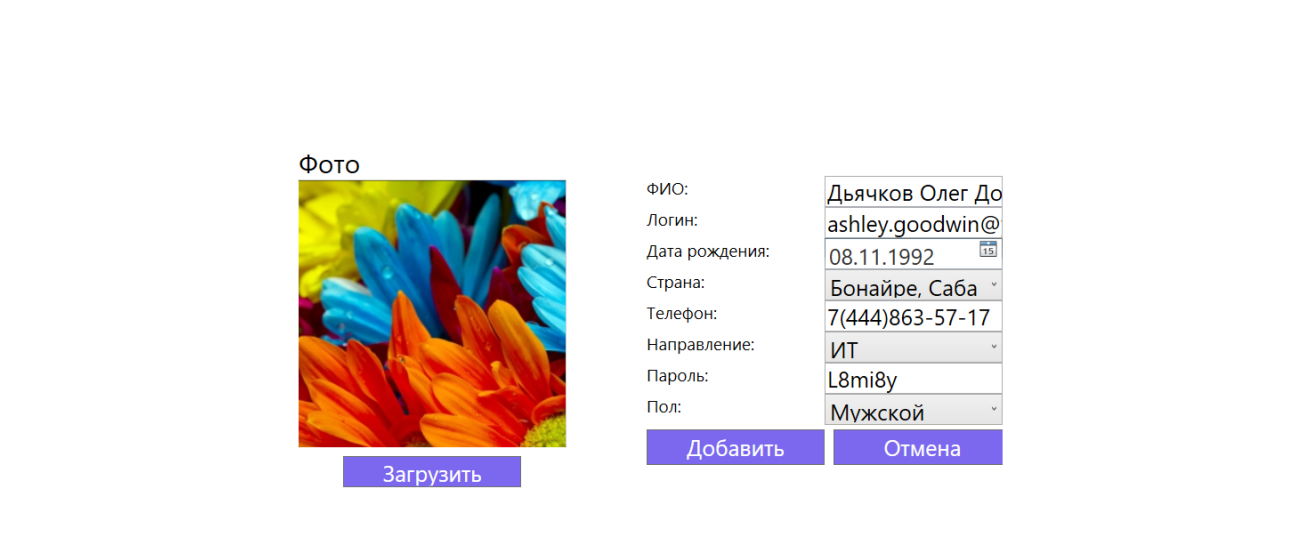 Фото
ФИО: Дьячков Олег До
Логин: ashley.goodwin@
Дата рождения: 08.11.1992 15
Страна: Бонайре, Саба
Телефон: 7(444)863-57-17
Направление: ИТ
Пароль: L8mi8y
Пол: Мужской
Добавить Отмена
Загрузить